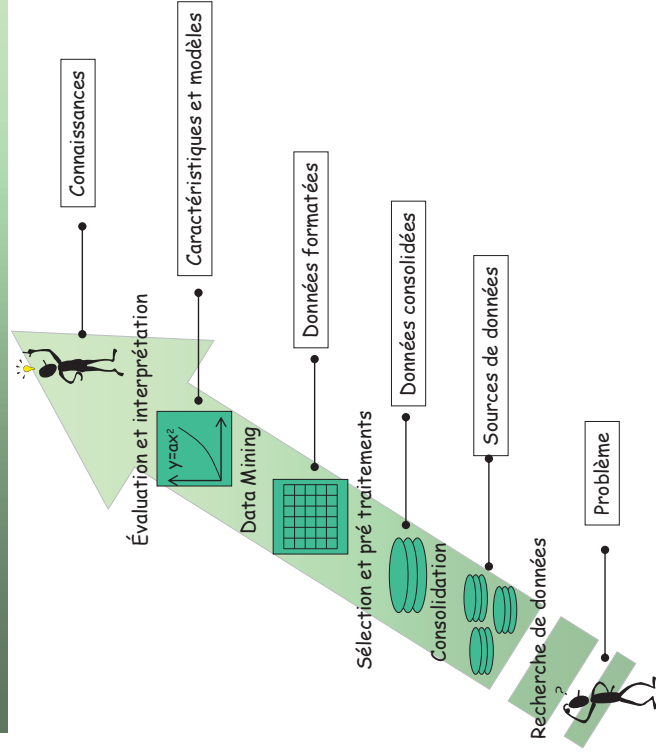 Connaissances
Évaluation et interprétation
Caractéristiques et modèles
y=ax²
Data Mining
Données formatées
Sélection et pré traitements
Données consolidées
Consolidation
Sources de données
Recherche de données
Problème
?